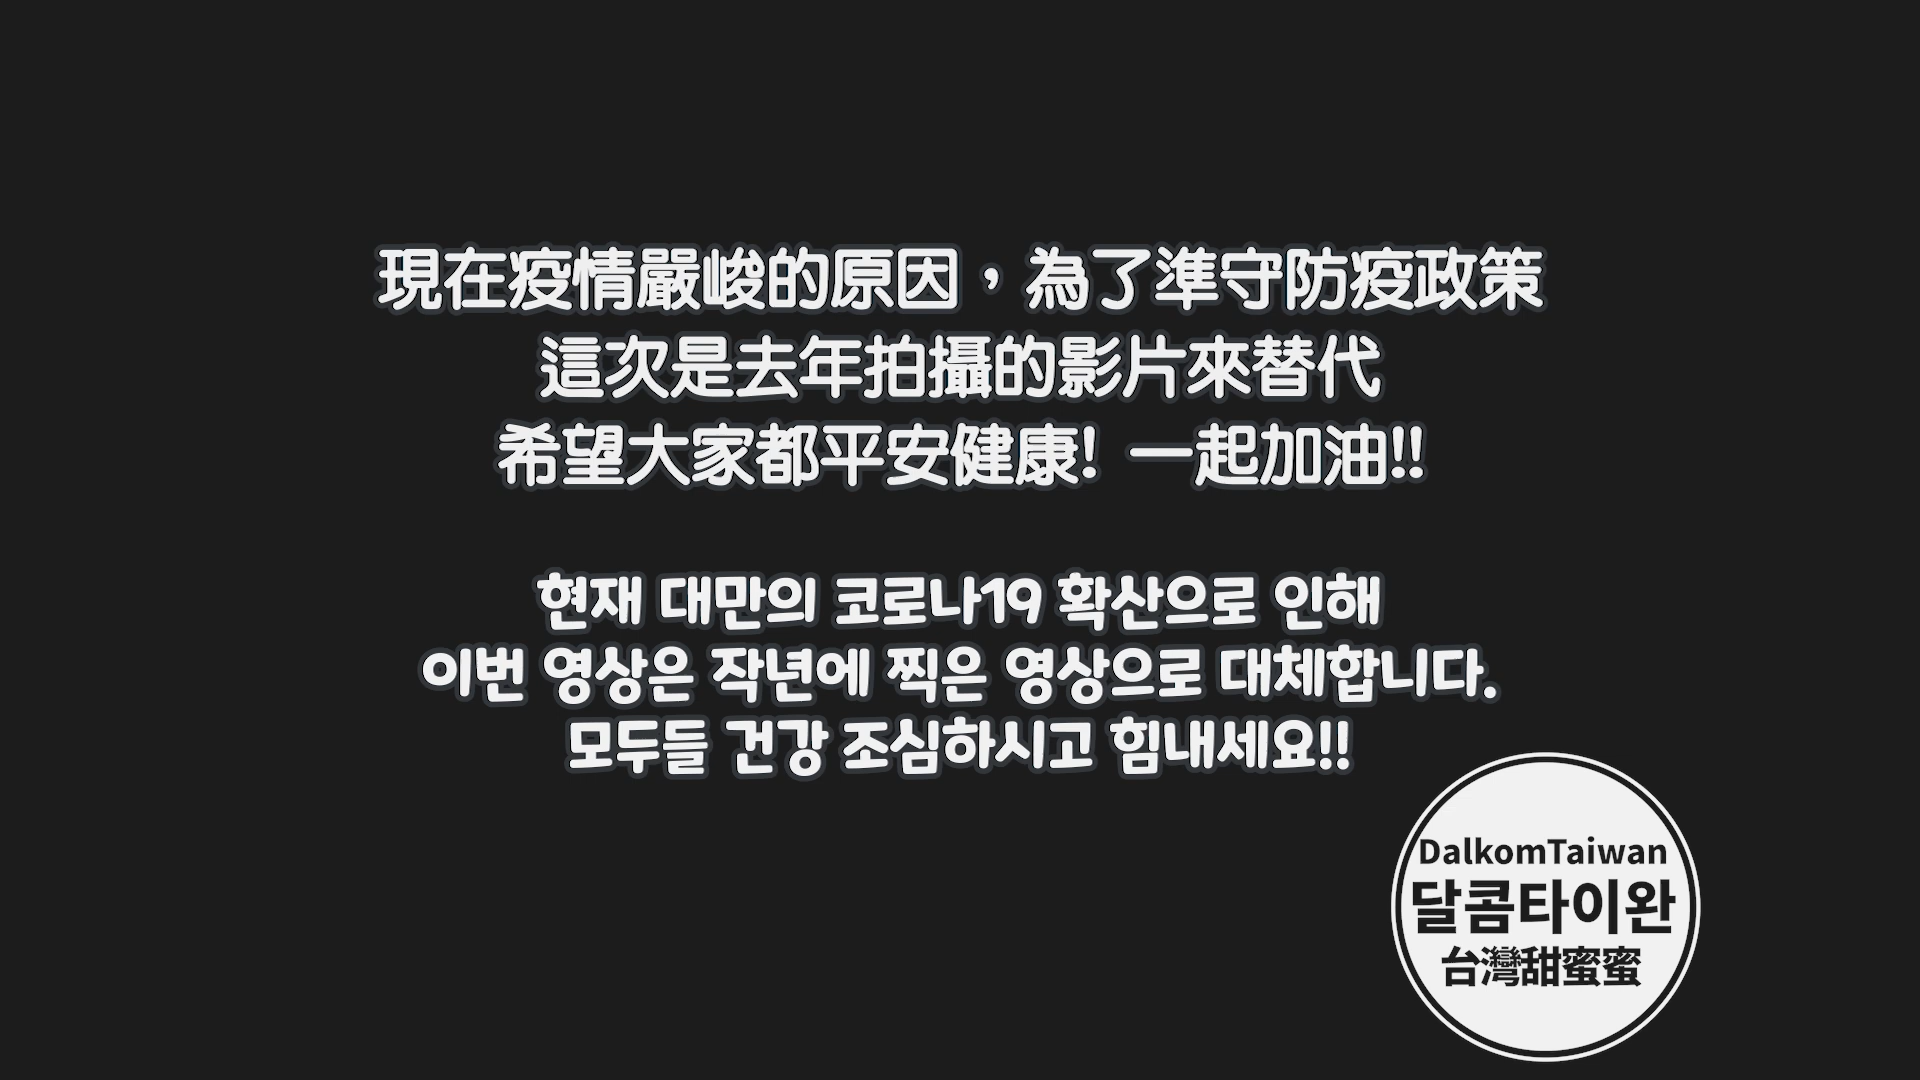 現在疫情嚴峻的原因，為了準守防疫政策
這次是去年拍攝的影片來替代
希望大家都平安健康! 一起加油!!
현재 대만의 코로나19 확산으로 인해
이번 영상은 작년에 찍은 영상으로 대체합니다.
모두들 건강 조심하시고 힘내세요!!
DalkomTaiwan
달콤타이완
台灣甜蜜蜜